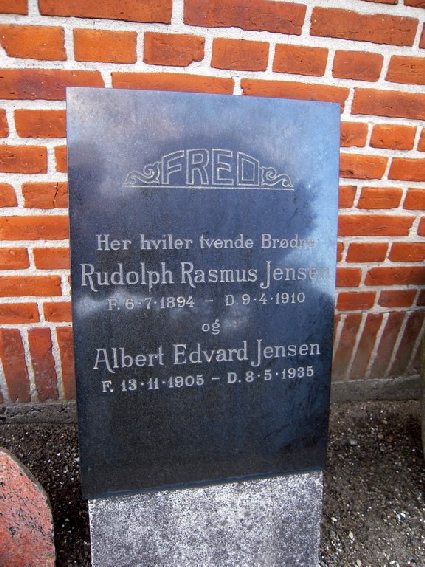 FRED
Her hviler tvende Brødre
Rudolph Rasmus Jensen
F. 6-7-1894 - D. 9-4-1910
og
Albert Edvard Jensen
F. 13-11-1905 - D. 8-5-1935